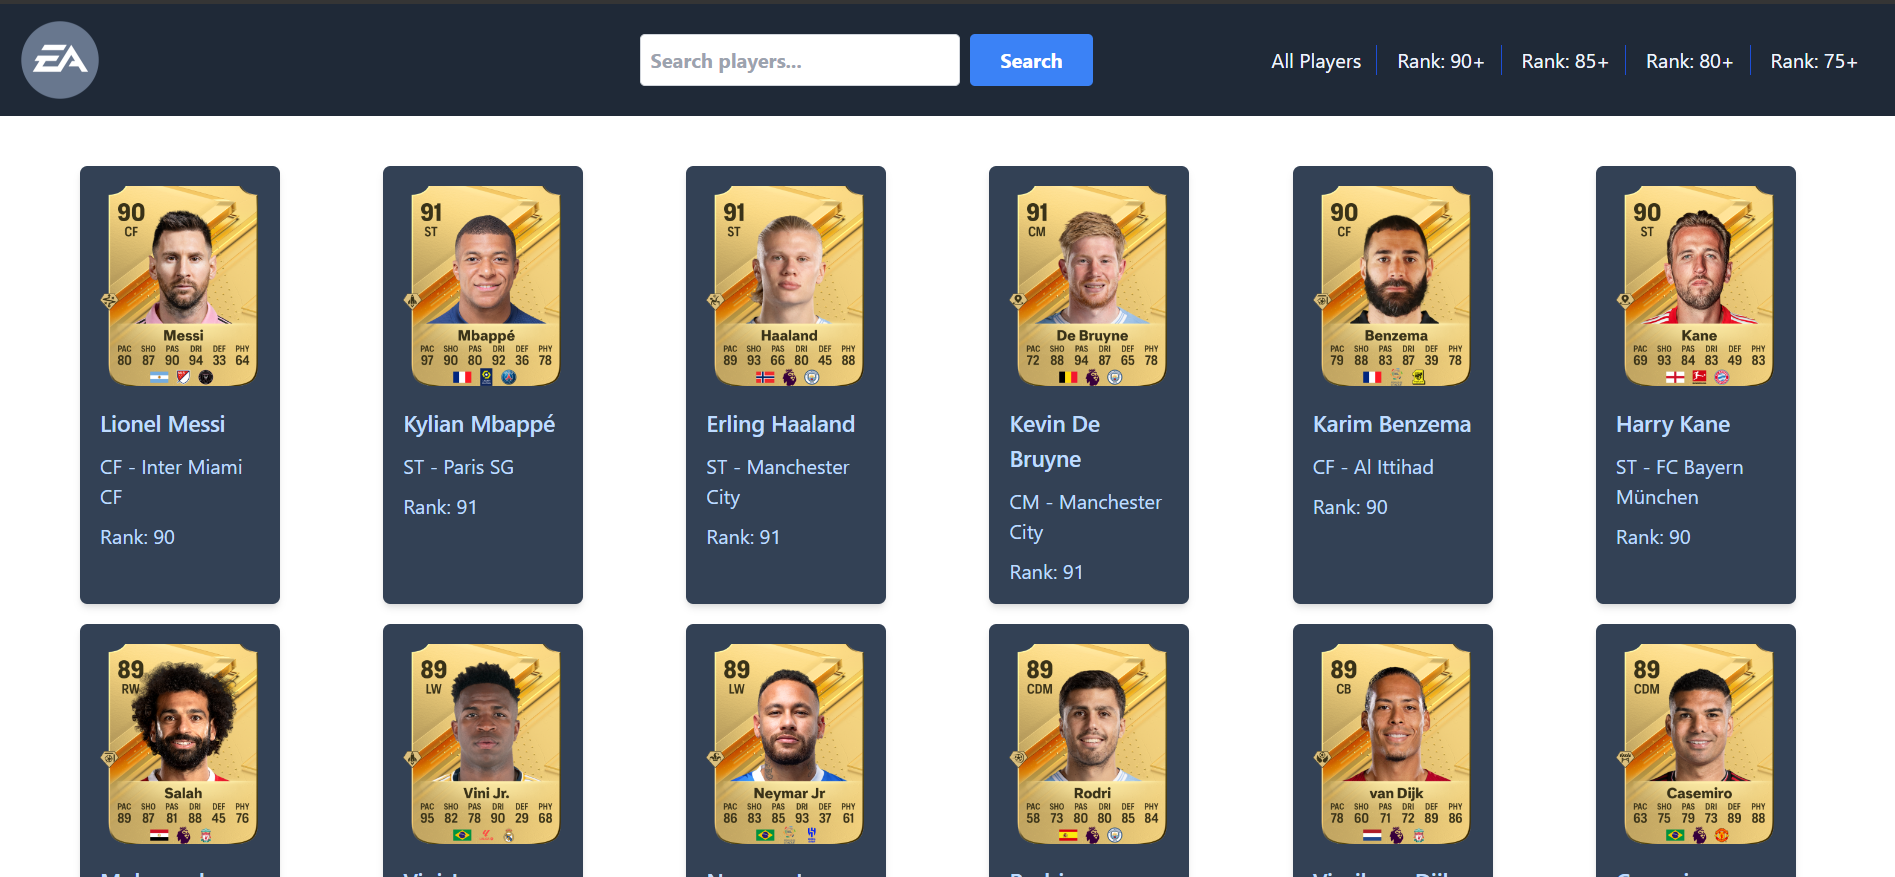 EA
Search players...
Search
All Players
Rank: 90+
Rank: 85+
Rank: 80+
Rank: 75+
90
CF
Messi
PAC SHO PAS DRI DEF PHY
80 87 90 94 33 64
Lionel Messi
CF - Inter Miami
CF
Rank: 90
91
ST
Mbappé
PAC SHO PAS DRI DEF PHY
97 90 80 92 36 78
Kylian Mbappé
ST - Paris SG
Rank: 91
91
ST
Haaland
PAC SHO PAS DRI DEF PHY
89 93 66 80 45 88
Erling Haaland
ST - Manchester
City
Rank: 91
91
CM
De Bruyne
PAC SHO PAS DRI DEF PHY
72 88 94 87 65 78
Kevin De
Bruyne
CM - Manchester
City
Rank: 91
90
CF
Benzema
PAC SHO PAS DRI DEF PHY
79 88 83 87 39 78
Karim Benzema
CF - Al Ittihad
Rank: 90
90
ST
Kane
PAC SHO PAS DRI DEF PHY
69 93 84 83 49 83
Harry Kane
ST - FC Bayern
München
Rank: 90
89
RW
Salah
PAC SHO PAS DRI DEF PHY
89 87 81 88 45 76
89
LW
Vini Jr.
PAC SHO PAS DRI DEF PHY
95 82 78 90 29 68
89
LW
Neymar Jr
PAC SHO PAS DRI DEF PHY
86 83 85 93 37 61
89
CDM
Rodri
PAC SHO PAS DRI DEF PHY
58 73 80 80 85 84
89
CB
van Dijk
PAC SHO PAS DRI DEF PHY
78 60 71 72 89 86
89
CDM
Casemiro
PAC SHO PAS DRI DEF PHY
63 75 79 73 89 88